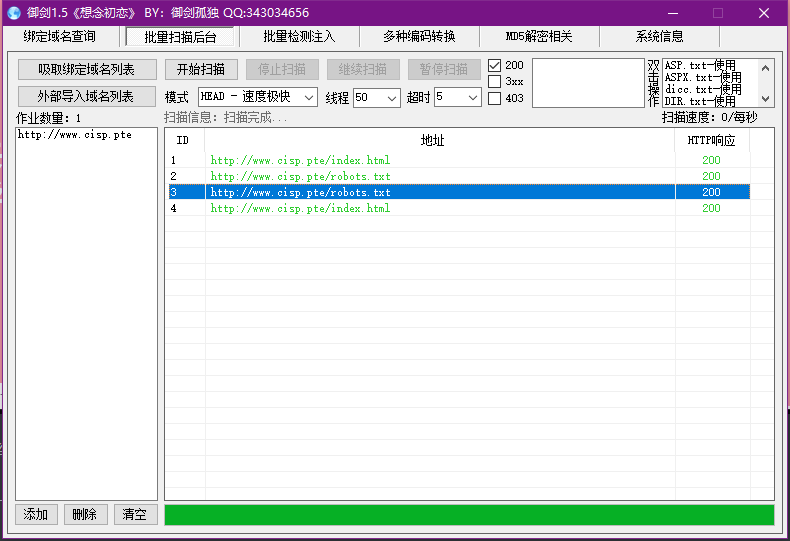 御剑1.5《想念初恋》 BY：御剑孤独 QQ:343034656
绑定域名查询 批量扫描后台 批量检测注入 多种编码转换 MD5解密相关 系统信息
吸取绑定域名列表 开始扫描 停止扫描 继续扫描 暂停扫描
外部导入域名列表 模式 HEAD - 速度极快 线程 50 超时 5
200
3xx
403
双击操作
ASP.txt-使用
ASPX.txt-使用
dicc.txt-使用
DIR.txt-使用
作业数量: 1 扫描信息: 扫描完成... 扫描速度: 0/每秒
http://www.cisp.pte
ID 地址 HTTP响应
1 http://www.cisp.pte/index.html 200
2 http://www.cisp.pte/robots.txt 200
3 http://www.cisp.pte/robots.txt 200
4 http://www.cisp.pte/index.html 200
添加 删除 清空